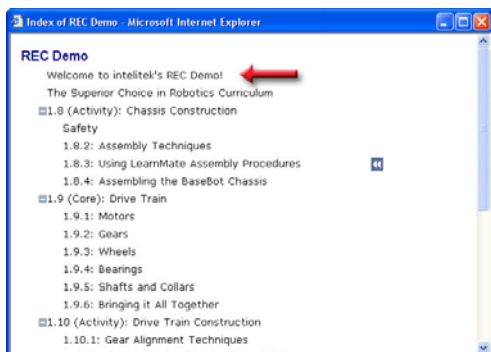 Index of REC Demo - Microsoft Internet Explorer
REC Demo
Welcome to intelitek's REC Demo!
The Superior Choice in Robotics Curriculum
1.8 (Activity): Chassis Construction
Safety
1.8.2: Assembly Techniques
1.8.3: Using LearnMate Assembly Procedures
1.8.4: Assembling the BaseBot Chassis
1.9 (Core): Drive Train
1.9.1: Motors
1.9.2: Gears
1.9.3: Wheels
1.9.4: Bearings
1.9.5: Shafts and Collars
1.9.6: Bringing it All Together
1.10 (Activity): Drive Train Construction
1.10.1: Gear Alignment Techniques